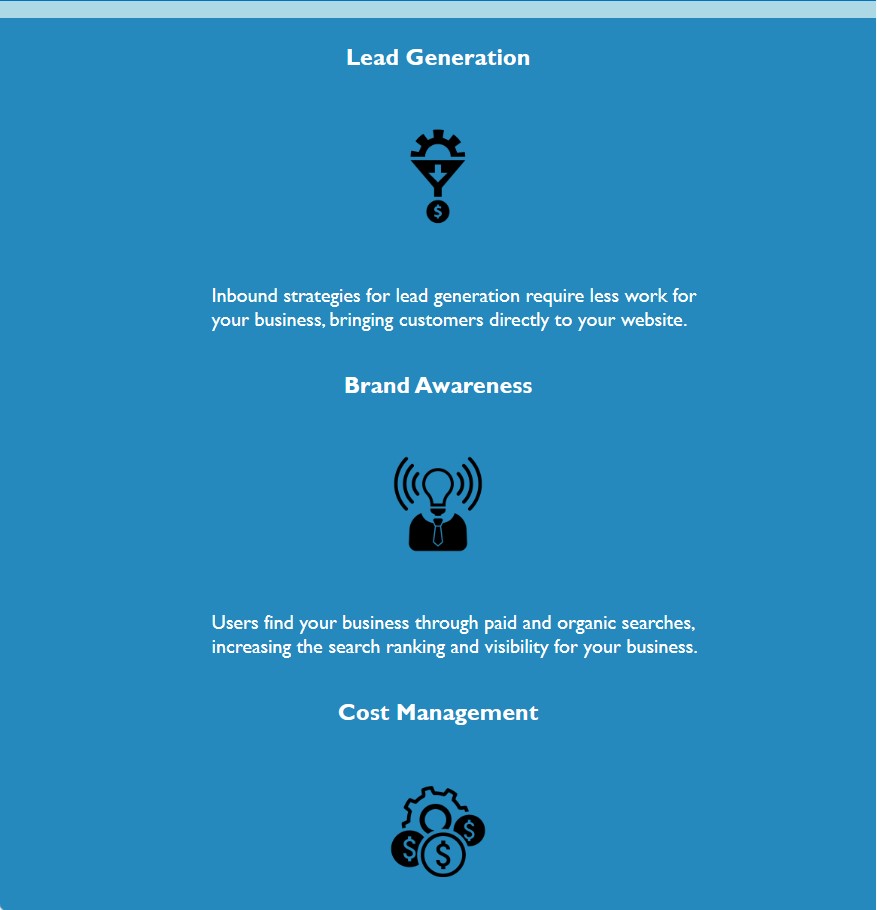 Lead Generation
$
Inbound strategies for lead generation require less work for
your business, bringing customers directly to your website.
Brand Awareness
Users find your business through paid and organic searches,
increasing the search ranking and visibility for your business.
Cost Management
$
$
$